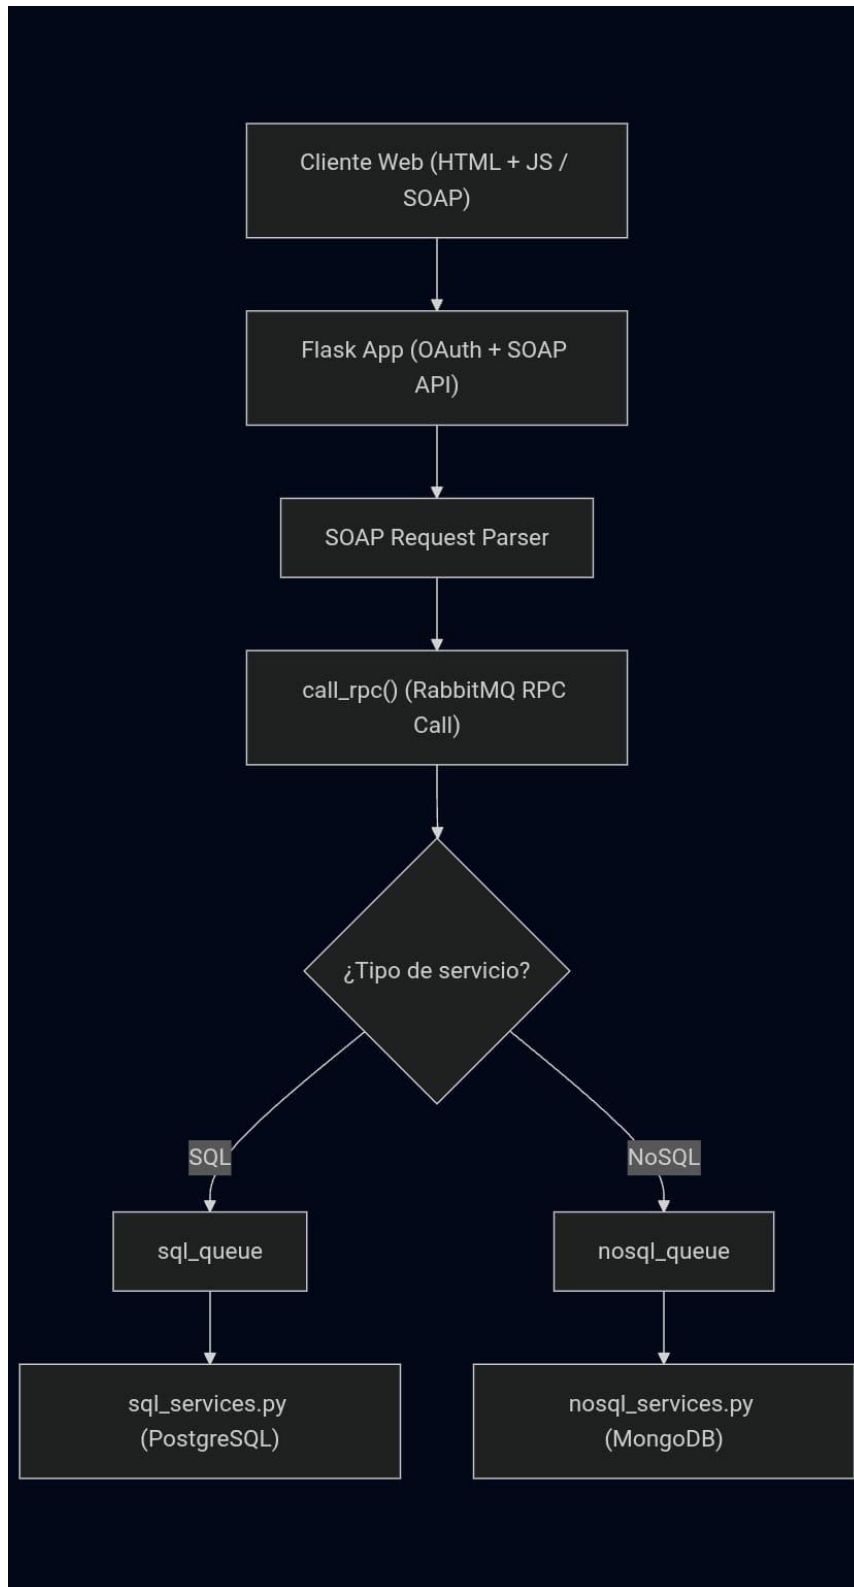 Cliente Web (HTML + JS /
SOAP)
Flask App (OAuth + SOAP
API)
SOAP Request Parser
call_rpc() (RabbitMQ RPC
Call)
¿Tipo de servicio?
SQL
NoSQL
sql_queue
nosql_queue
sql_services.py
(PostgreSQL)
nosql_services.py
(MongoDB)